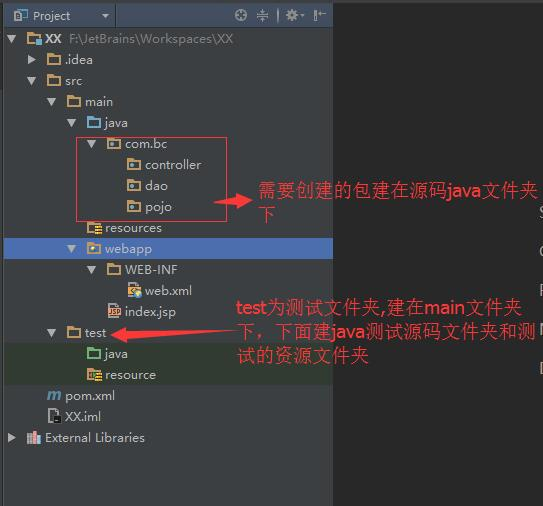 Project
XX F:\JetBrains\Workspaces\XX
.idea
src
main
java
com.bc
controller
dao
pojo
需要创建的包建在源码java文件夹
下
resources
webapp
WEB-INF
web.xml
index.jsp
JSP
test为测试文件夹,建在main文件夹
下，下面建java测试源码文件夹和测
试的资源文件夹
test
java
resource
pom.xml
XX.iml
External Libraries